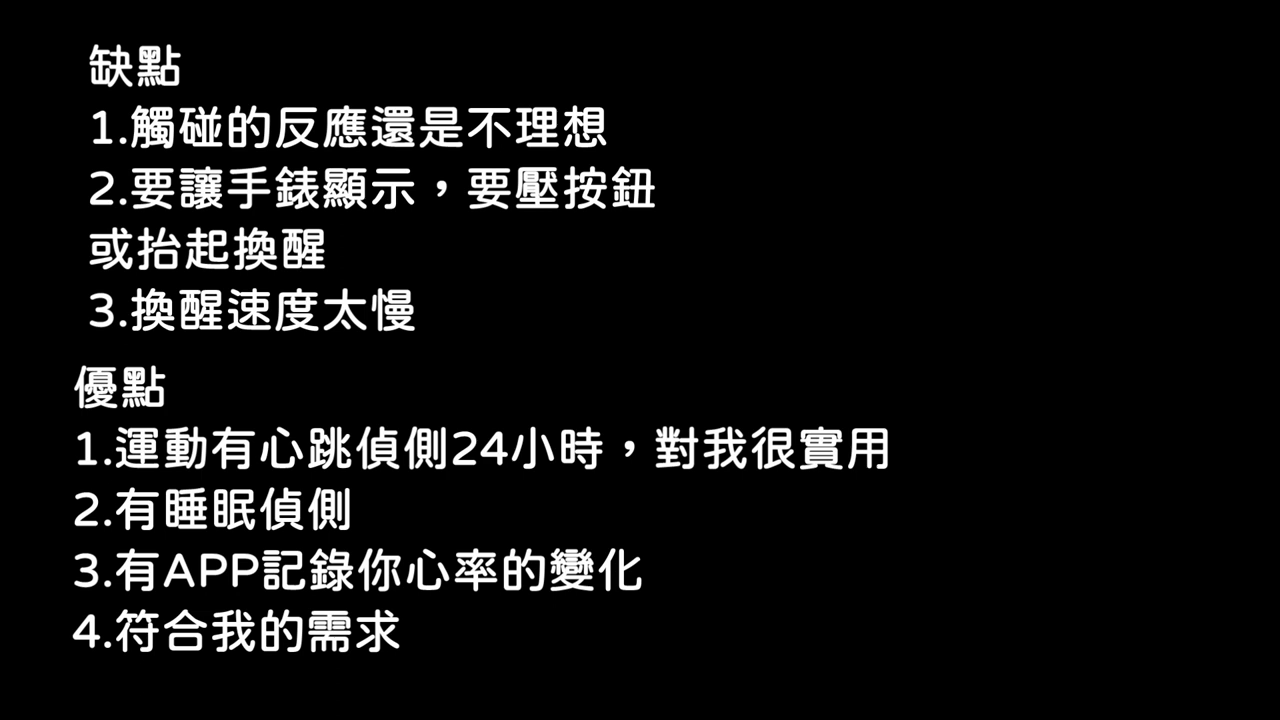 缺點
1.觸碰的反應還是不理想
2.要讓手錶顯示，要壓按鈕
或抬起換醒
3.換醒速度太慢
優點
1.運動有心跳偵側24小時，對我很實用
2.有睡眠偵側
3.有APP記錄你心率的變化
4.符合我的需求